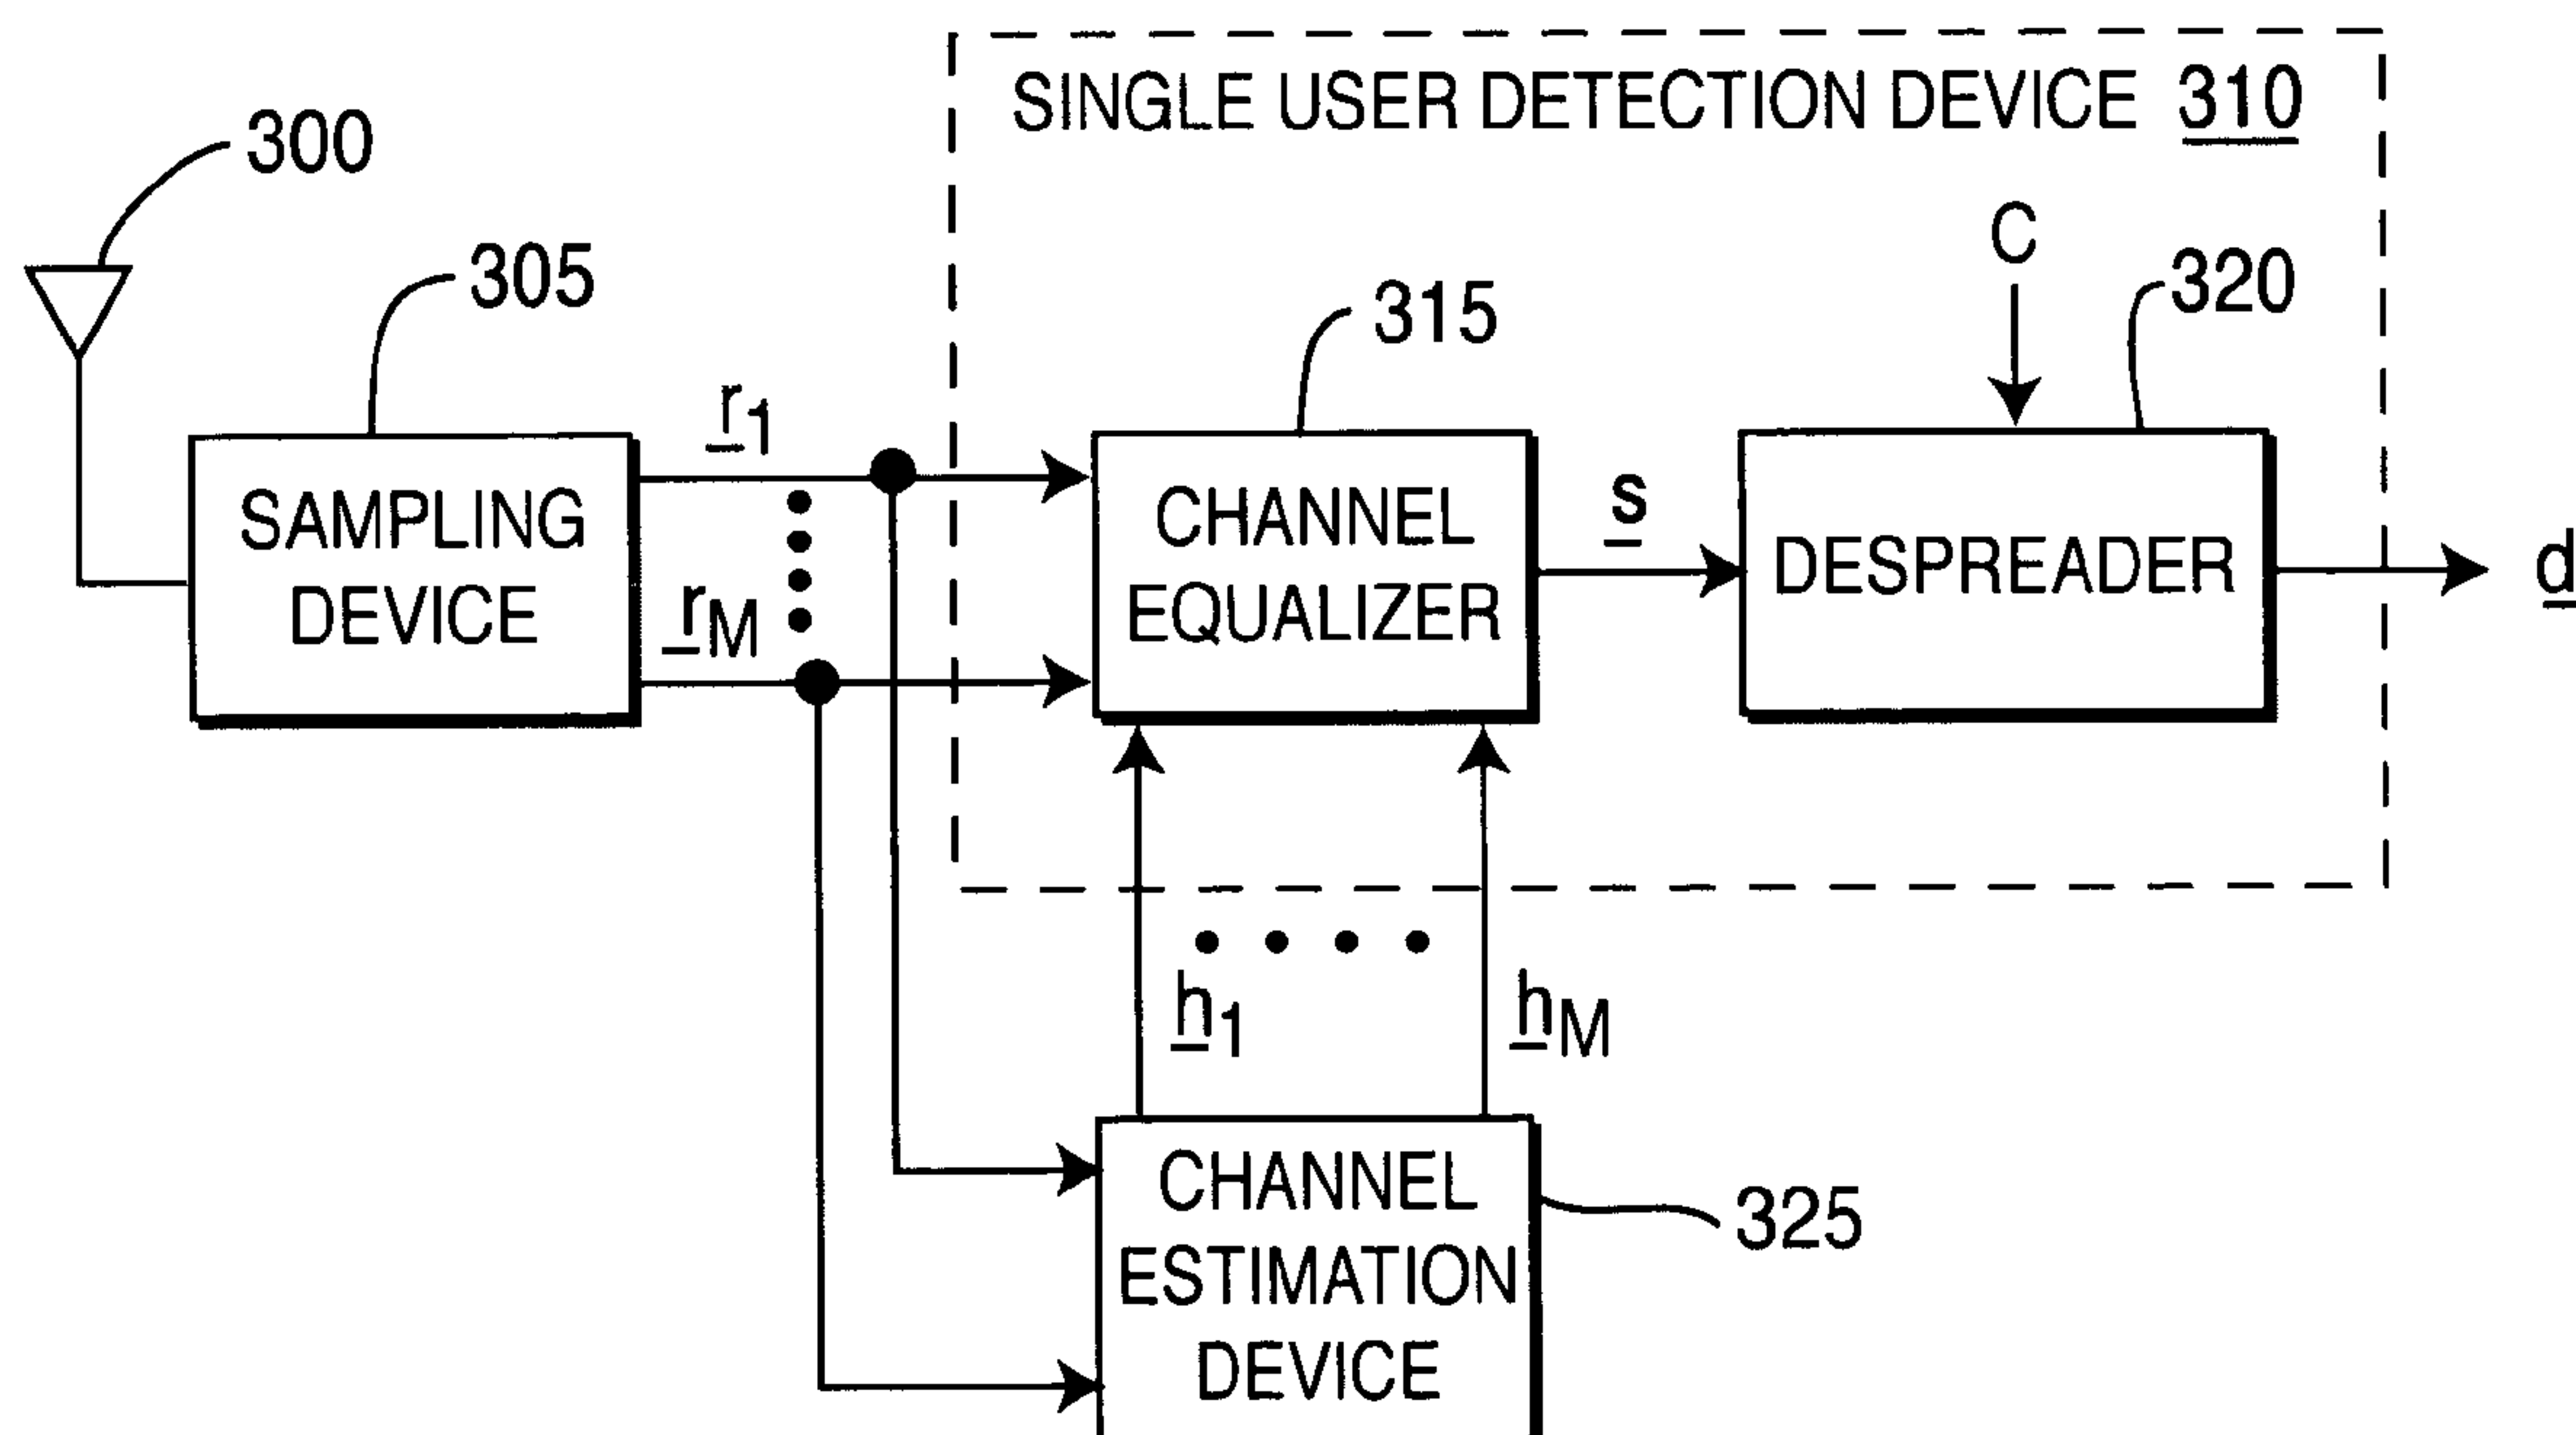 SINGLE USER DETECTION DEVICE 310
300
305
C
320
315
r1
SAMPLING
DEVICE
rM
CHANNEL
EQUALIZER
s
DESPREADER
d
h1
hM
CHANNEL
ESTIMATION
DEVICE
325